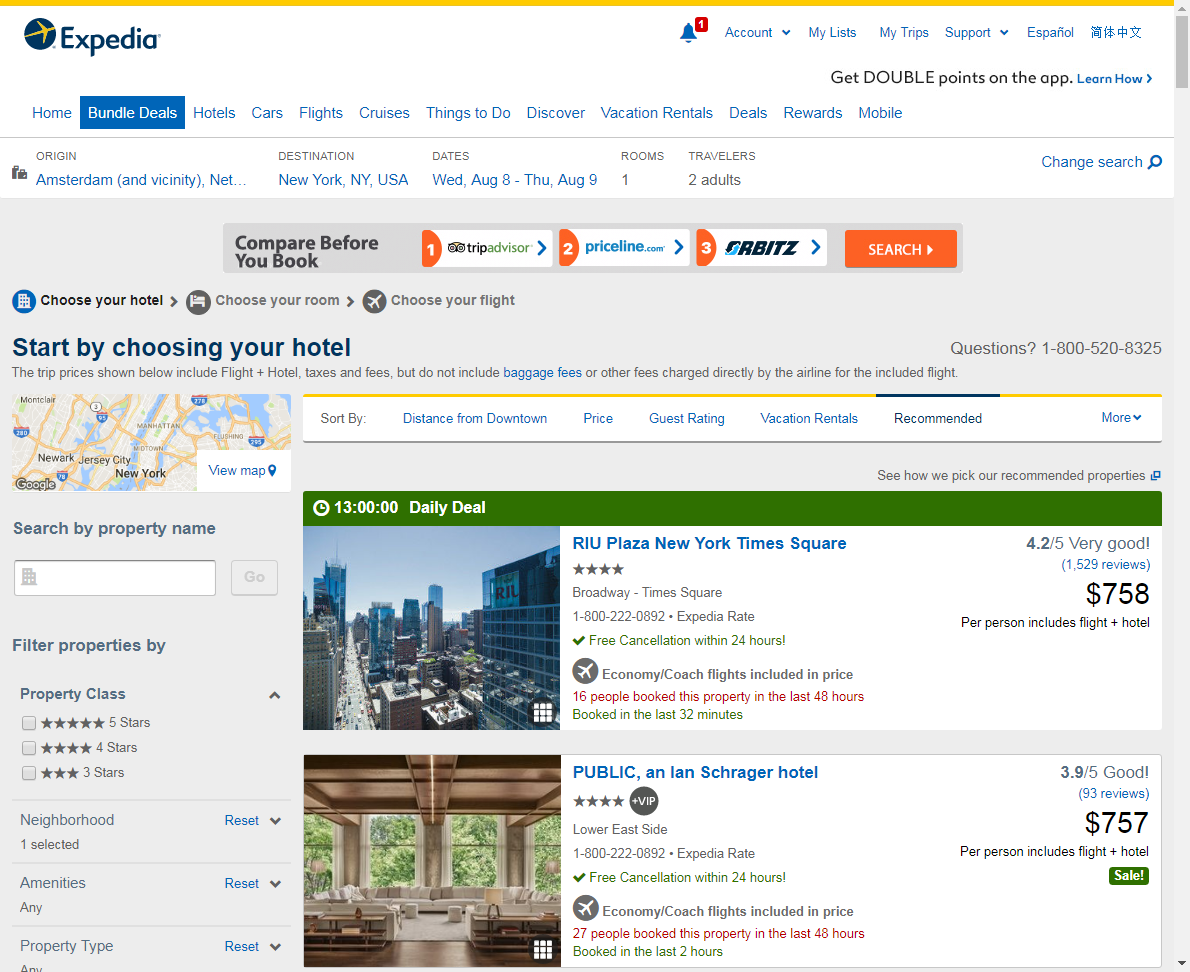 Expedia
1
Account
My Lists
My Trips
Support
Español
简体中文
Get DOUBLE points on the app. Learn How
Home
Bundle Deals
Hotels
Cars
Flights
Cruises
Things to Do
Discover
Vacation Rentals
Deals
Rewards
Mobile
ORIGIN
Amsterdam (and vicinity), Net...
DESTINATION
New York, NY, USA
DATES
Wed, Aug 8 - Thu, Aug 9
ROOMS
1
TRAVELERS
2 adults
Change search
Compare Before
You Book
1 tripadvisor
2 priceline.com
3 ORBITZ
SEARCH
Choose your hotel
Choose your room
Choose your flight
Start by choosing your hotel
Questions? 1-800-520-8325
The trip prices shown below include Flight + Hotel, taxes and fees, but do not include baggage fees or other fees charged directly by the airline for the included flight.
Montclair
3
278
95
MANHATTAN
280
FLUSHING
295
MIDTOWN
Newark
Jersey City
New York
78
Google
View map
Sort By:
Distance from Downtown
Price
Guest Rating
Vacation Rentals
Recommended
More
See how we pick our recommended properties
Search by property name
Go
Filter properties by
Property Class
5 Stars
4 Stars
3 Stars
Neighborhood
Reset
1 selected
Amenities
Reset
Any
Property Type
Reset
Any
13:00:00 Daily Deal
RIU
RIU Plaza New York Times Square
4.2/5 Very good!
(1,529 reviews)
Broadway - Times Square
$758
1-800-222-0892 • Expedia Rate
Per person includes flight + hotel
Free Cancellation within 24 hours!
Economy/Coach flights included in price
16 people booked this property in the last 48 hours
Booked in the last 32 minutes
PUBLIC, an Ian Schrager hotel
3.9/5 Good!
+VIP
(93 reviews)
Lower East Side
$757
1-800-222-0892 • Expedia Rate
Per person includes flight + hotel
Free Cancellation within 24 hours!
Sale!
Economy/Coach flights included in price
27 people booked this property in the last 48 hours
Booked in the last 2 hours